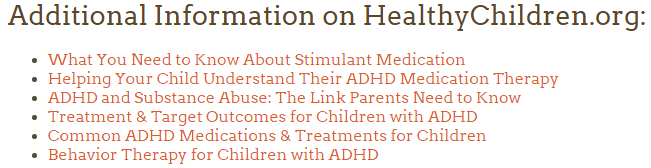 Additional Information on HealthyChildren.org:
• What You Need to Know About Stimulant Medication
• Helping Your Child Understand Their ADHD Medication Therapy
• ADHD and Substance Abuse: The Link Parents Need to Know
• Treatment & Target Outcomes for Children with ADHD
• Common ADHD Medications & Treatments for Children
• Behavior Therapy for Children with ADHD